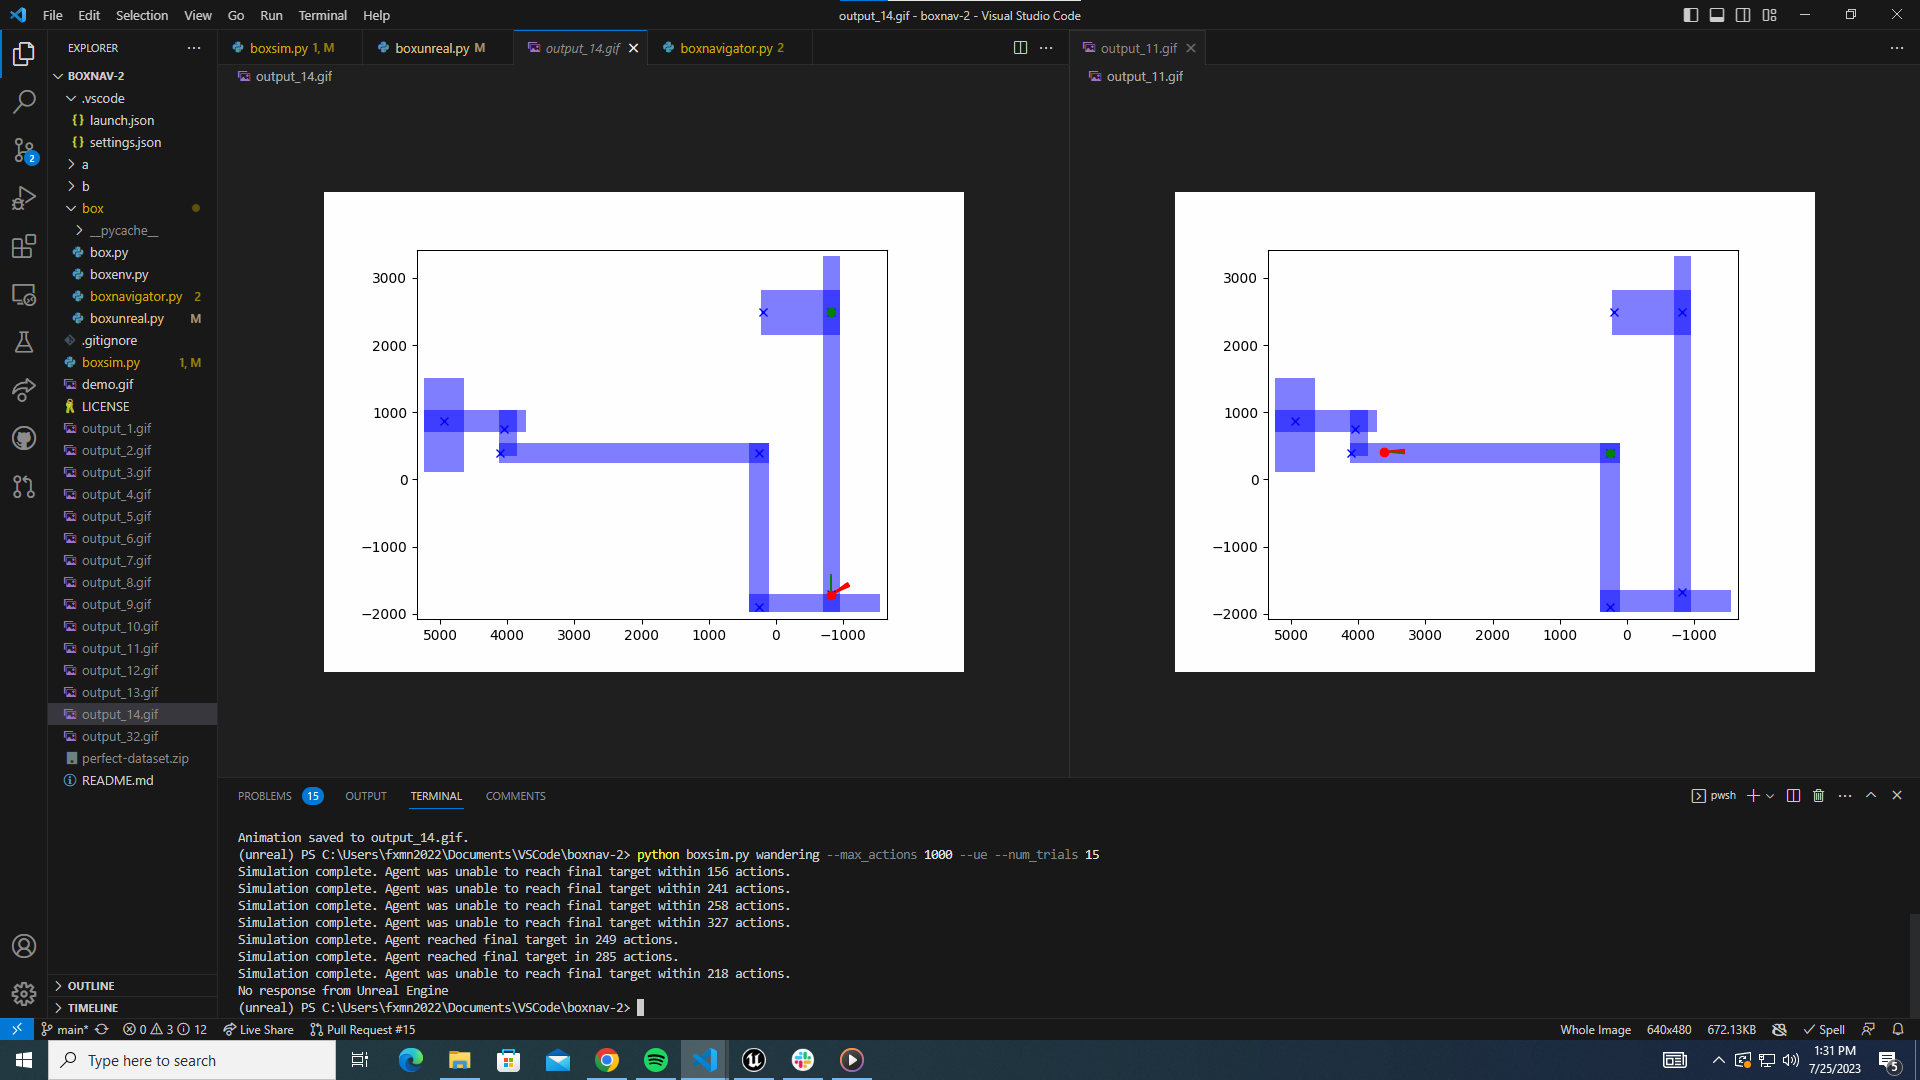 File Edit Selection View Go Run Terminal Help
output_14.gif - boxnav-2 - Visual Studio Code
EXPLORER
BOXNAV-2
.vscode
launch.json
settings.json
a
b
box
__pycache__
box.py
boxenv.py
boxnavigator.py 2
boxunreal.py M
.gitignore
boxsim.py 1, M
demo.gif
LICENSE
output_1.gif
output_2.gif
output_3.gif
output_4.gif
output_5.gif
output_6.gif
output_7.gif
output_8.gif
output_9.gif
output_10.gif
output_11.gif
output_12.gif
output_13.gif
output_14.gif
output_32.gif
perfect-dataset.zip
README.md
OUTLINE
TIMELINE
2
boxsim.py 1, M boxunreal.py M output_14.gif boxnavigator.py 2
output_14.gif
3000
2000
1000
0
−1000
−2000
5000 4000 3000 2000 1000 0 −1000
output_11.gif
output_11.gif
3000
2000
1000
0
−1000
−2000
5000 4000 3000 2000 1000 0 −1000
PROBLEMS 15 OUTPUT TERMINAL COMMENTS
pwsh
Animation saved to output_14.gif.
(unreal) PS C:\Users\fxmn2022\Documents\VSCode\boxnav-2> python boxsim.py wandering --max_actions 1000 --ue --num_trials 15
Simulation complete. Agent was unable to reach final target within 156 actions.
Simulation complete. Agent was unable to reach final target within 241 actions.
Simulation complete. Agent was unable to reach final target within 258 actions.
Simulation complete. Agent was unable to reach final target within 327 actions.
Simulation complete. Agent reached final target in 249 actions.
Simulation complete. Agent reached final target in 285 actions.
Simulation complete. Agent was unable to reach final target within 218 actions.
No response from Unreal Engine
(unreal) PS C:\Users\fxmn2022\Documents\VSCode\boxnav-2>
main* 0 3 12 Live Share Pull Request #15
Whole Image 640x480 672.13KB Spell
Type here to search
1:31 PM
7/25/2023
5